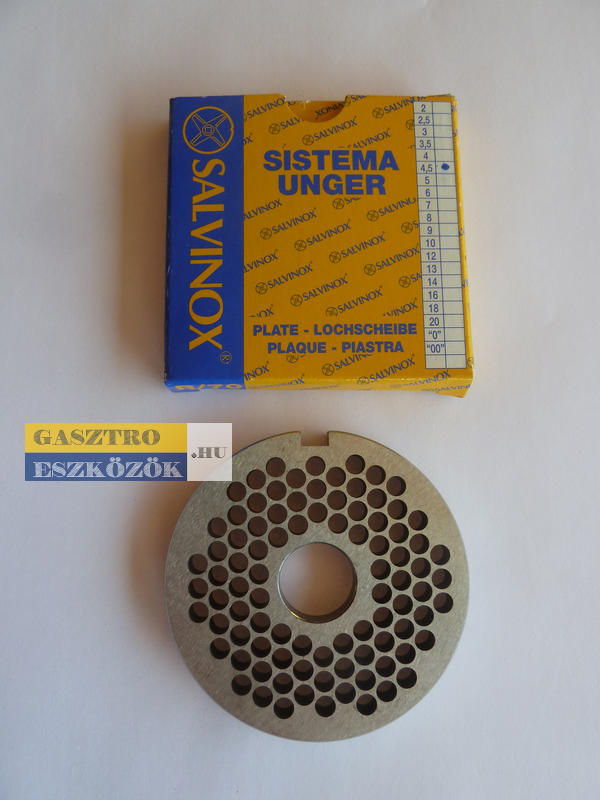 SALVINOX®
SISTEMA
UNGER
PLATE - LOCHSCHEIBE
PLAQUE - PIASTRA
2
2,5
3
3,5
4
4,5
5
6
7
8
9
10
12
13
14
16
18
20
"0"
"00"
R/70
GASZTRO
ESZKÖZÖK
.HU